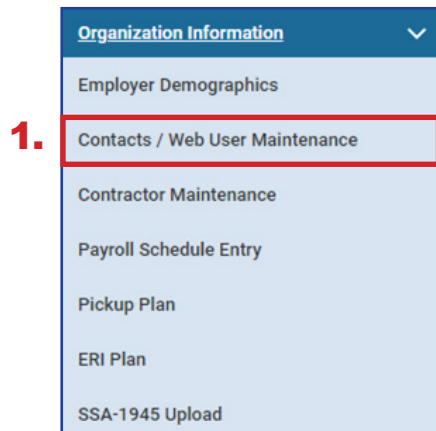 Organization Information
Employer Demographics
1. Contacts / Web User Maintenance
Contractor Maintenance
Payroll Schedule Entry
Pickup Plan
ERI Plan
SSA-1945 Upload